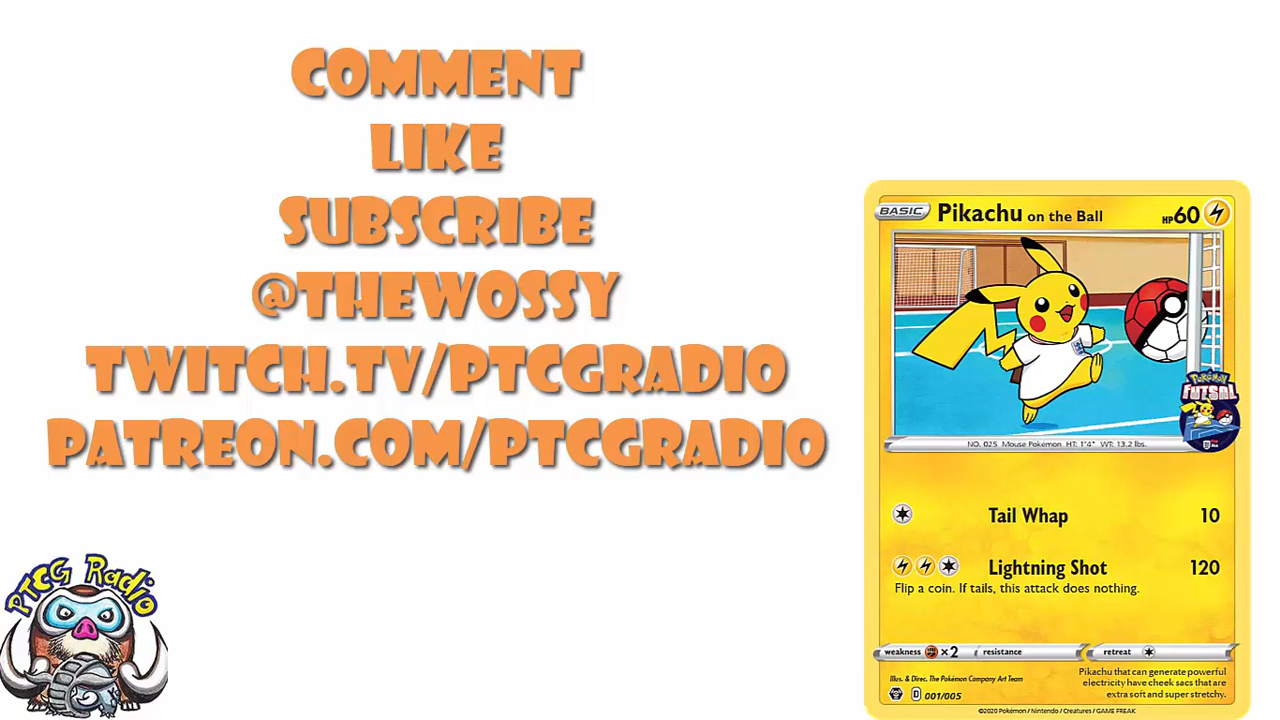 COMMENT
LIKE
SUBSCRIBE
@THEWOSSY
TWITCH.TV/PTCGRADIO
PATREON.COM/PTCGRADIO
PTCG Radio
BASIC Pikachu on the Ball HP 60
Pokémon
FUTSAL
NO. 025 Mouse Pokémon HT: 1'4" WT: 13.2 lbs.
Tail Whap 10
Lightning Shot 120
Flip a coin. If tails, this attack does nothing.
weakness ×2 resistance retreat
Illus. & Direc. The Pokémon Company Art Team
D 001/005
Pikachu that can generate powerful
electricity have cheek sacs that are
extra soft and super stretchy.
©2020 Pokémon / Nintendo / Creatures / GAME FREAK